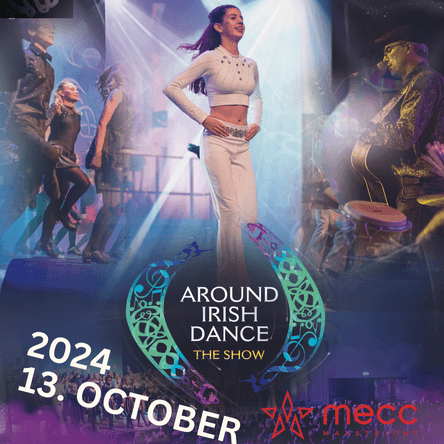 AROUND
IRISH
DANCE
THE SHOW
2024
13. OCTOBER
mecc